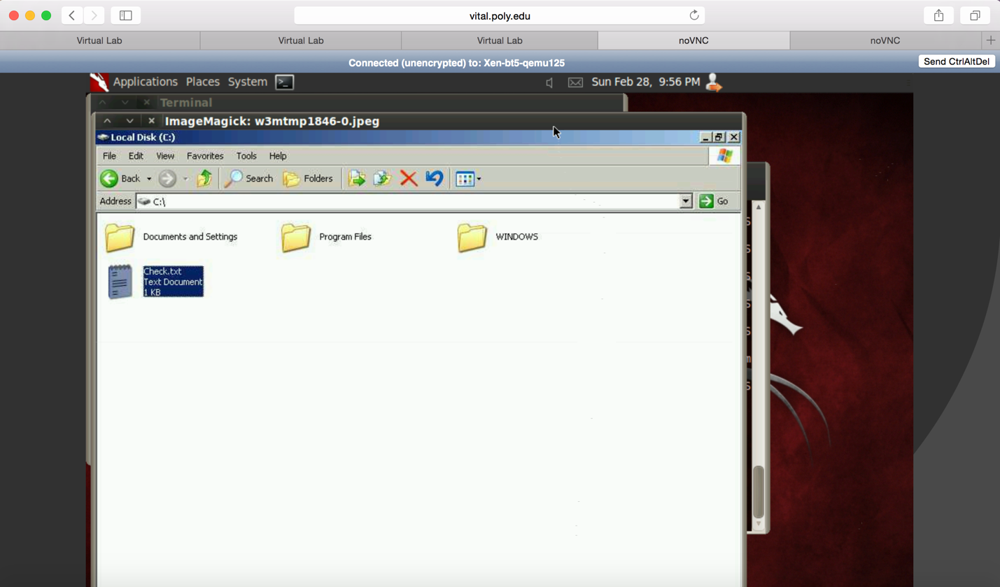 vital.poly.edu
Virtual Lab
Virtual Lab
Virtual Lab
noVNC
noVNC
Connected (unencrypted) to: Xen-bt5-qemu125
Send CtrlAltDel
Applications Places System
Sun Feb 28, 9:56 PM
Terminal
ImageMagick: w3mtmp1846-0.jpeg
Local Disk (C:)
File Edit View Favorites Tools Help
Back Search Folders
Address C:\ Go
Documents and Settings
Program Files
WINDOWS
Check.txt
Text Document
1 KB